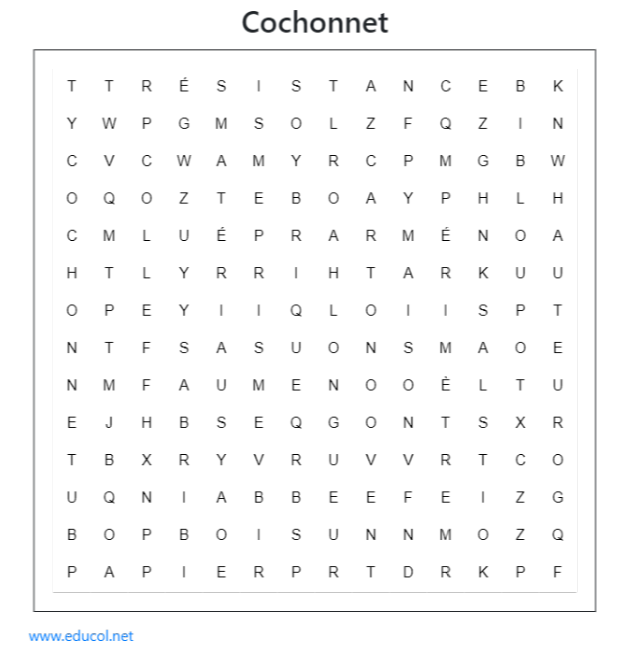 Cochonnet
T T R É S I S T A N C E B K
Y W P G M S O L Z F Q Z I N
C V C W A M Y R C P M G B W
O Q O Z T E B O A Y P H L H
C M L U É P R A R M É N O A
H T L Y R R I H T A R K U U
O P E Y I I Q L O I I S P T
N T F S A S U O N S M A O E
N M F A U M E N O O È L T U
E J H B S E Q G O N T S X R
T B X R Y V R U V V R T C O
U Q N I A B B E E F E I Z G
B O P B O I S U N N M O Z Q
P A P I E R P R T D R K P F
www.educol.net